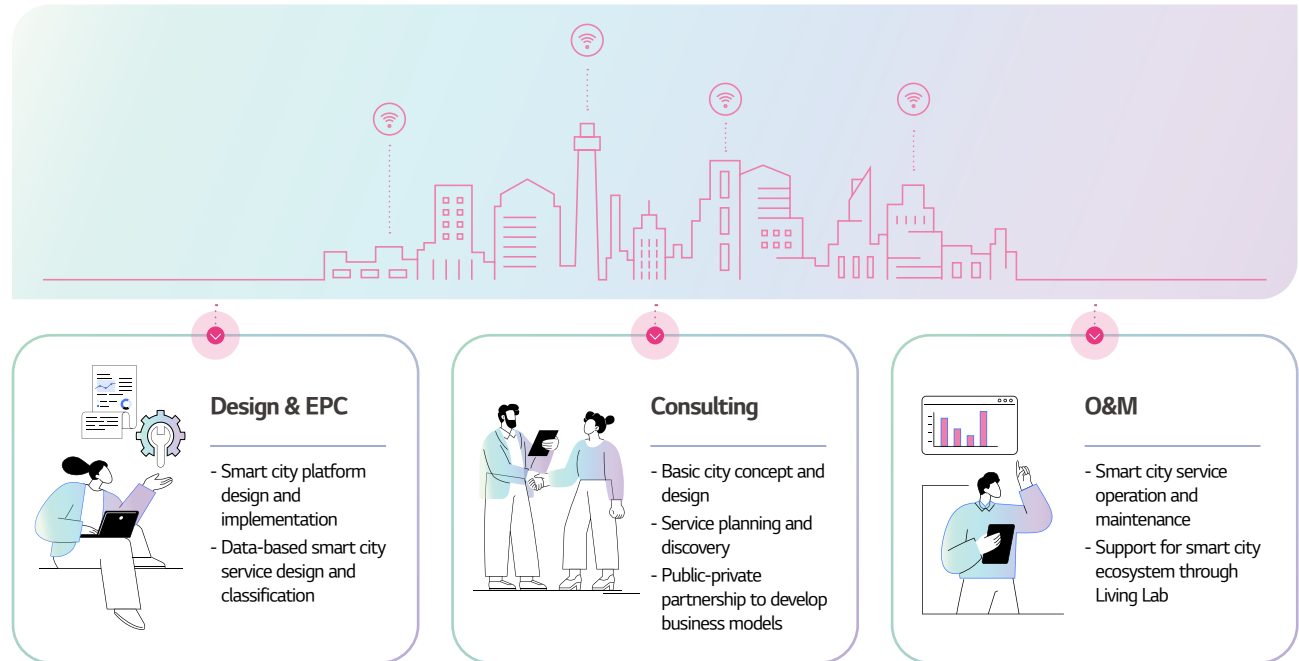 Design & EPC
- Smart city platform
design and
implementation
- Data-based smart city
service design and
classification
Consulting
- Basic city concept and
design
- Service planning and
discovery
- Public-private
partnership to develop
business models
O&M
- Smart city service
operation and
maintenance
- Support for smart city
ecosystem through
Living Lab